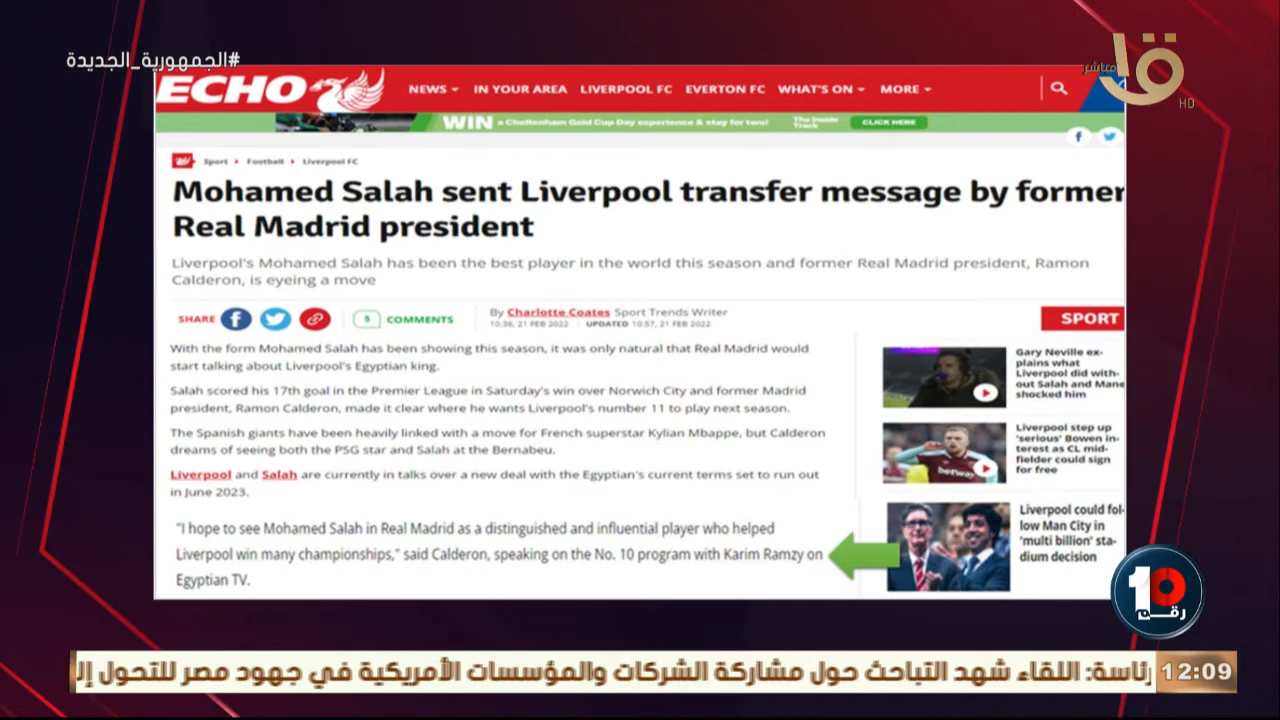 #الجمهورية_الجديدة
مباشر
HD
ECHO
NEWS IN YOUR AREA LIVERPOOL FC EVERTON FC WHAT'S ON MORE
WIN a Cheltenham Gold Cup Day experience & stay for two! The Inside Track CLICK HERE
Sport Football Liverpool FC
Mohamed Salah sent Liverpool transfer message by former
Real Madrid president
Liverpool's Mohamed Salah has been the best player in the world this season and former Real Madrid president, Ramon
Calderon, is eyeing a move
SHARE 5 COMMENTS
By Charlotte Coates Sport Trends Writer
10:36, 21 FEB 2022 UPDATED 10:57, 21 FEB 2022
SPORT
With the form Mohamed Salah has been showing this season, it was only natural that Real Madrid would
start talking about Liverpool's Egyptian king.
Salah scored his 17th goal in the Premier League in Saturday's win over Norwich City and former Madrid
president, Ramon Calderon, made it clear where he wants Liverpool's number 11 to play next season.
The Spanish giants have been heavily linked with a move for French superstar Kylian Mbappe, but Calderon
dreams of seeing both the PSG star and Salah at the Bernabeu.
Liverpool and Salah are currently in talks over a new deal with the Egyptian's current terms set to run out
in June 2023.
"I hope to see Mohamed Salah in Real Madrid as a distinguished and influential player who helped
Liverpool win many championships," said Calderon, speaking on the No. 10 program with Karim Ramzy on
Egyptian TV.
Gary Neville ex-
plains what
Liverpool did with-
out Salah and Mane
shocked him
Liverpool step up
'serious' Bowen in-
terest as CL mid-
fielder could sign
for free
betway
Liverpool could fol-
low Man City in
'multi billion' sta-
dium decision
10
رقم
رئاسة: اللقاء شهد التباحث حول مشاركة الشركات والمؤسسات الأمريكية في جهود مصر للتحول إل
12:09